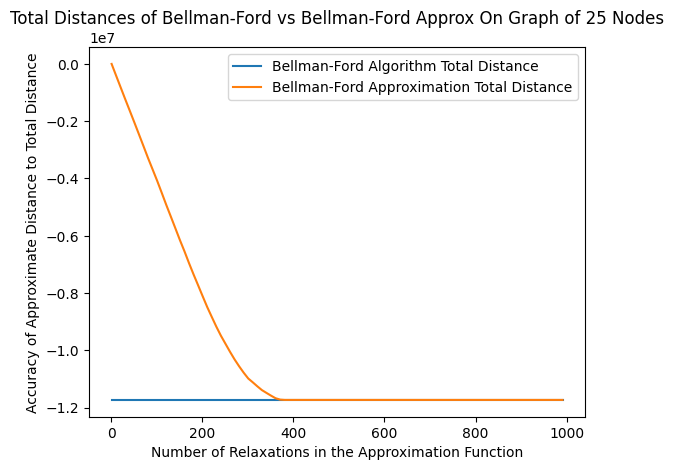 Total Distances of Bellman-Ford vs Bellman-Ford Approx On Graph of 25 Nodes
1e7
Bellman-Ford Algorithm Total Distance
Bellman-Ford Approximation Total Distance
0.0
−0.2
−0.4
−0.6
−0.8
−1.0
−1.2
Accuracy of Approximate Distance to Total Distance
0 200 400 600 800 1000
Number of Relaxations in the Approximation Function